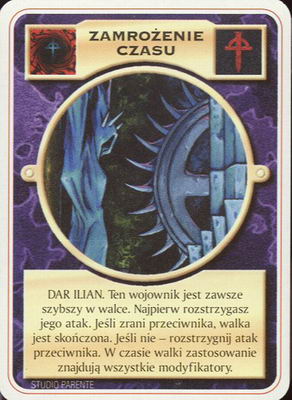 ZAMROŻENIE
CZASU
DAR ILIAN. Ten wojownik jest zawsze
szybszy w walce. Najpierw rozstrzygasz
jego atak. Jeśli zrani przeciwnika, walka
jest skończona. Jeśli nie – rozstrzygnij atak
przeciwnika. W czasie walki zastosowanie
znajdują wszystkie modyfikatory.
STUDIO PARENTE